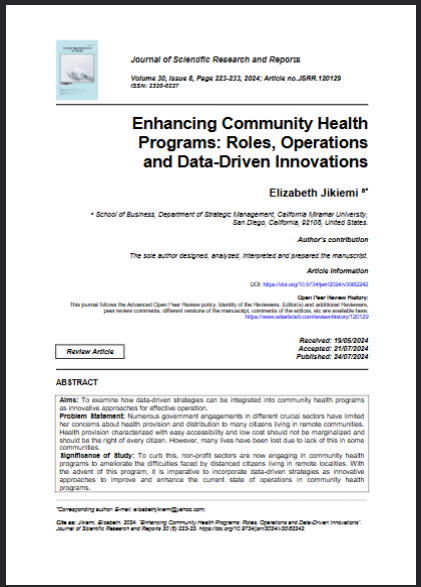 Journal of Scientific Research and Reports
Volume 30, Issue 8, Page 223-233, 2024; Article no.JSRR.120129
ISSN: 2320-0227
Enhancing Community Health
Programs: Roles, Operations
and Data-Driven Innovations
Elizabeth Jikiemi a*
a School of Business, Department of Strategic Management, California Miramar University,
San Diego, California, 92108, United States.
Author's contribution
The sole author designed, analyzed, interpreted and prepared the manuscript.
Article Information
DOI: https://doi.org/10.9734/jsrr/2024/v30i82242
Open Peer Review History:
This journal follows the Advanced Open Peer Review policy. Identity of the Reviewers, Editor(s) and additional Reviewers,
peer review comments, different versions of the manuscript, comments of the editors, etc are available here:
https://www.sdiarticle5.com/review-history/120129
Received: 19/05/2024
Accepted: 21/07/2024
Published: 24/07/2024
Review Article
ABSTRACT
Aims: To examine how data-driven strategies can be integrated into community health programs
as innovative approaches for effective operation.
Problem Statement: Numerous government engagements in different crucial sectors have limited
her concerns about health provision and distribution to many citizens living in remote communities.
Health provision characterized with easy accessibility and low cost should not be marginalized and
should be the right of every citizen. However, many lives have been lost due to lack of this in some
communities.
Significance of Study: To curb this, non-profit sectors are now engaging in community health
programs to ameliorate the difficulties faced by distanced citizens living in remote localities. With
the advent of this program, it is imperative to incorporate data-driven strategies as innovative
approaches to improve and enhance the current state of operations in community health
programs.
*Corresponding author: E-mail: elizabethjikiemi@yahoo.com;
Cite as: Jikiemi, Elizabeth. 2024. "Enhancing Community Health Programs: Roles, Operations and Data-Driven Innovations".
Journal of Scientific Research and Reports 30 (8):223-33. https://doi.org/10.9734/jsrr/2024/v30i82242.